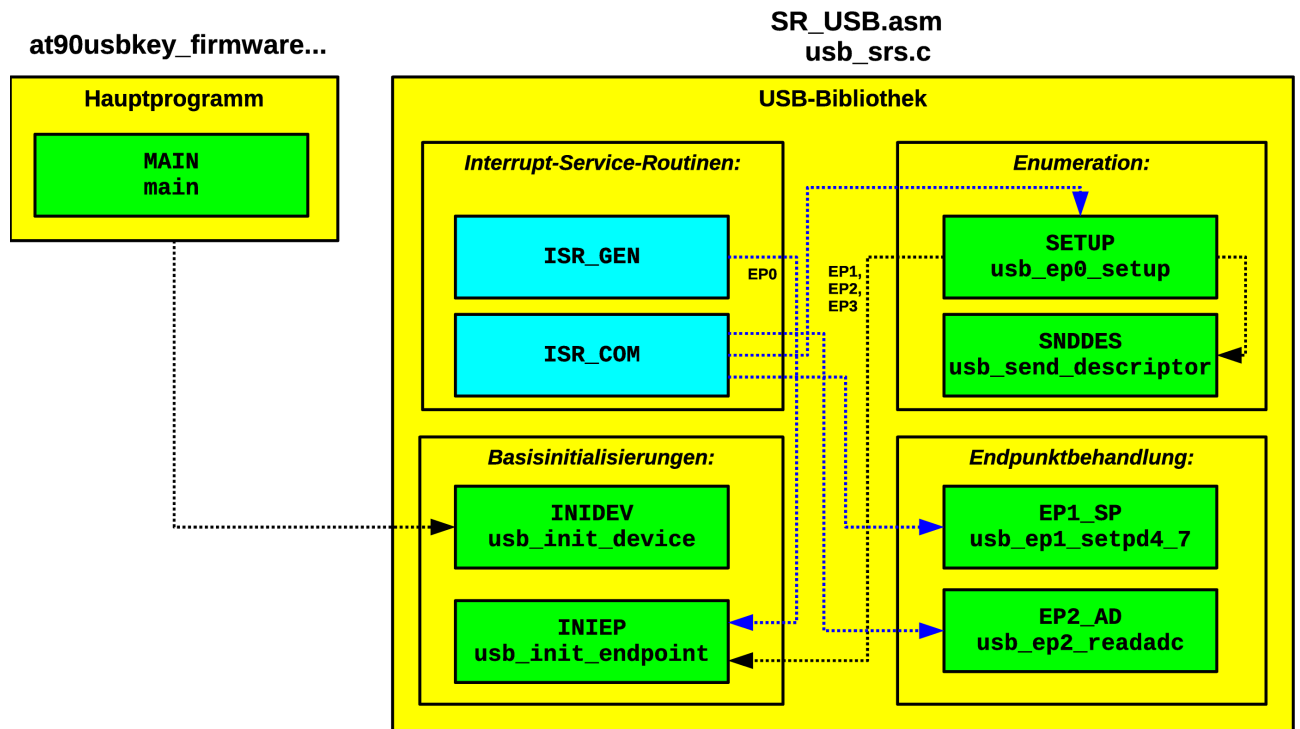 at90usbkey_firmware...
Hauptprogramm
MAIN
main
SR_USB.asm
usb_srs.c
USB-Bibliothek
Interrupt-Service-Routinen:
ISR_GEN
ISR_COM
EP0
EP1,
EP2,
EP3
Enumeration:
SETUP
usb_ep0_setup
SNDDES
usb_send_descriptor
Basisinitialisierungen:
INIDEV
usb_init_device
INIEP
usb_init_endpoint
Endpunktbehandlung:
EP1_SP
usb_ep1_setpd4_7
EP2_AD
usb_ep2_readadc